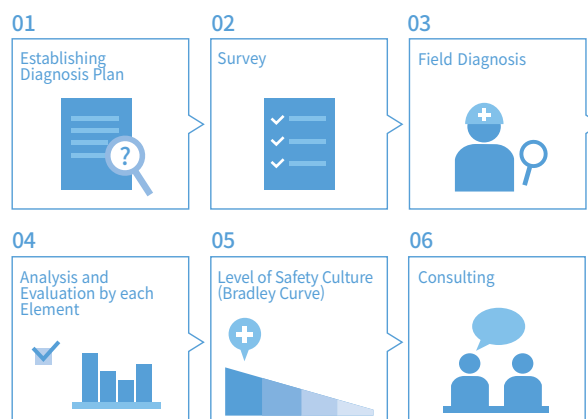 01
Establishing
Diagnosis Plan
?
02
Survey
03
Field Diagnosis
04
Analysis and
Evaluation by each
Element
05
Level of Safety Culture
(Bradley Curve)
06
Consulting